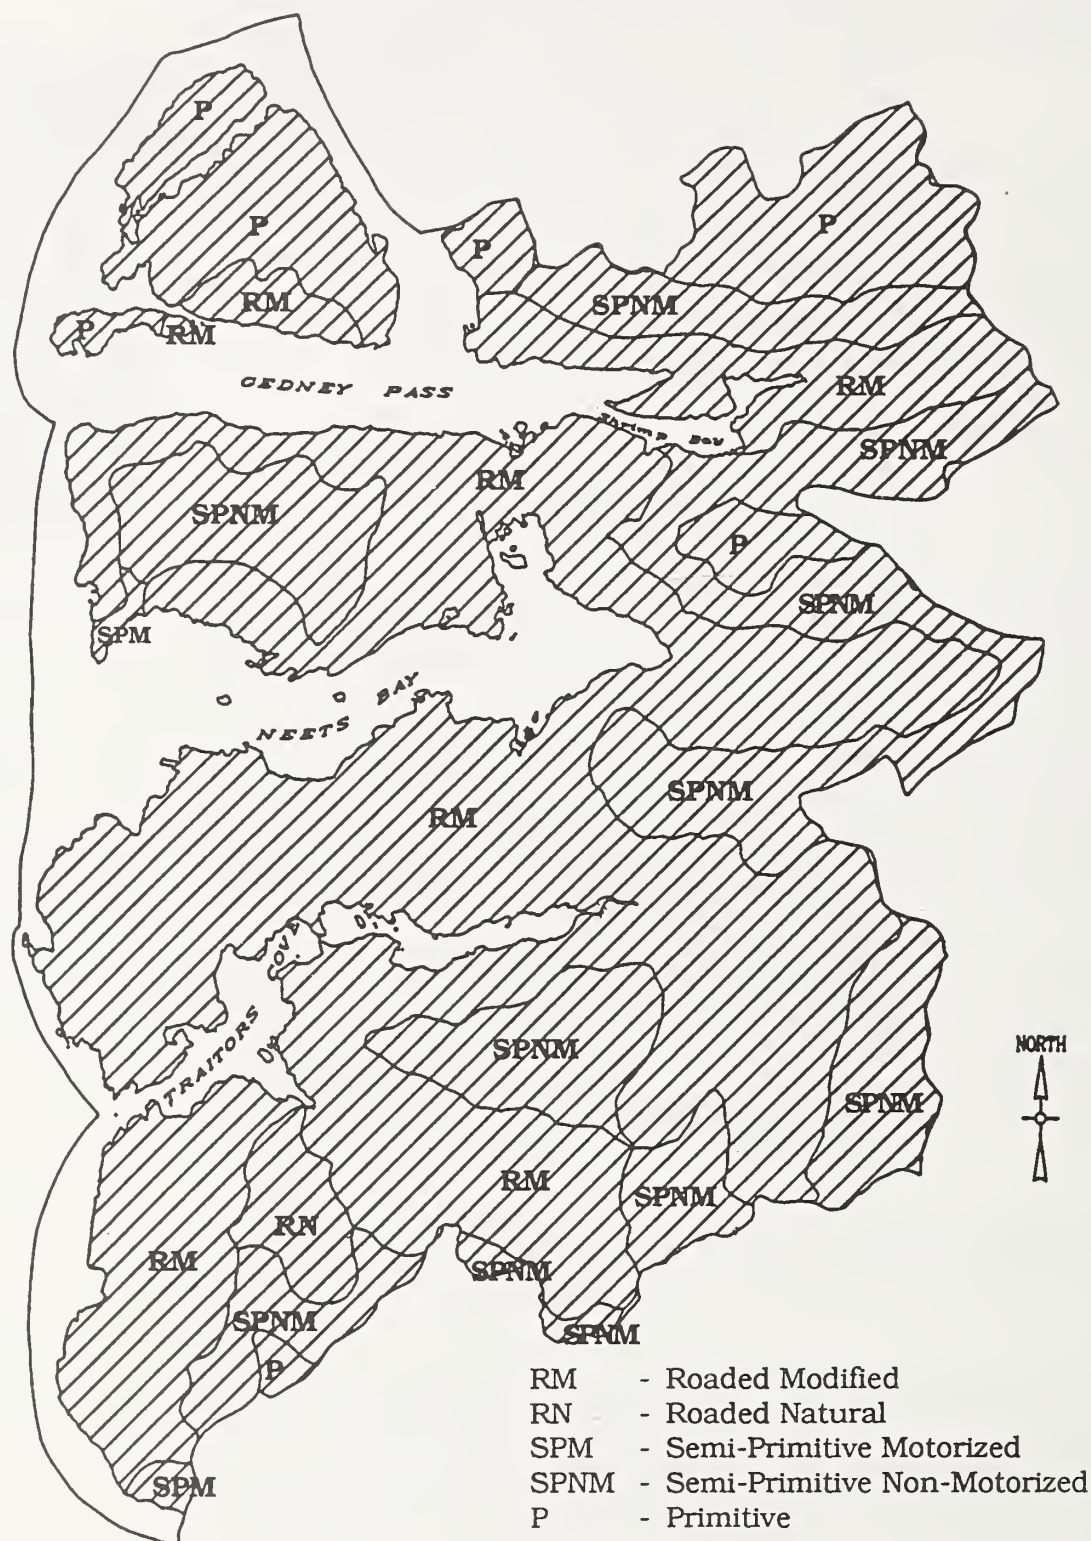 P
P
P
P
SPNM
RM
P
RM
GEDNEY PASS
RM
Shrimp Bay
SPNM
RM
SPNM
P
SPNM
SPM
NEETS BAY
SPNM
RM
TRAITORS COVE
SPNM
NORTH
SPNM
RM
SPNM
RN
RM
SPNM
SPNM
SPNM
P
SPM
RM - Roaded Modified
RN - Roaded Natural
SPM - Semi-Primitive Motorized
SPNM - Semi-Primitive Non-Motorized
P - Primitive